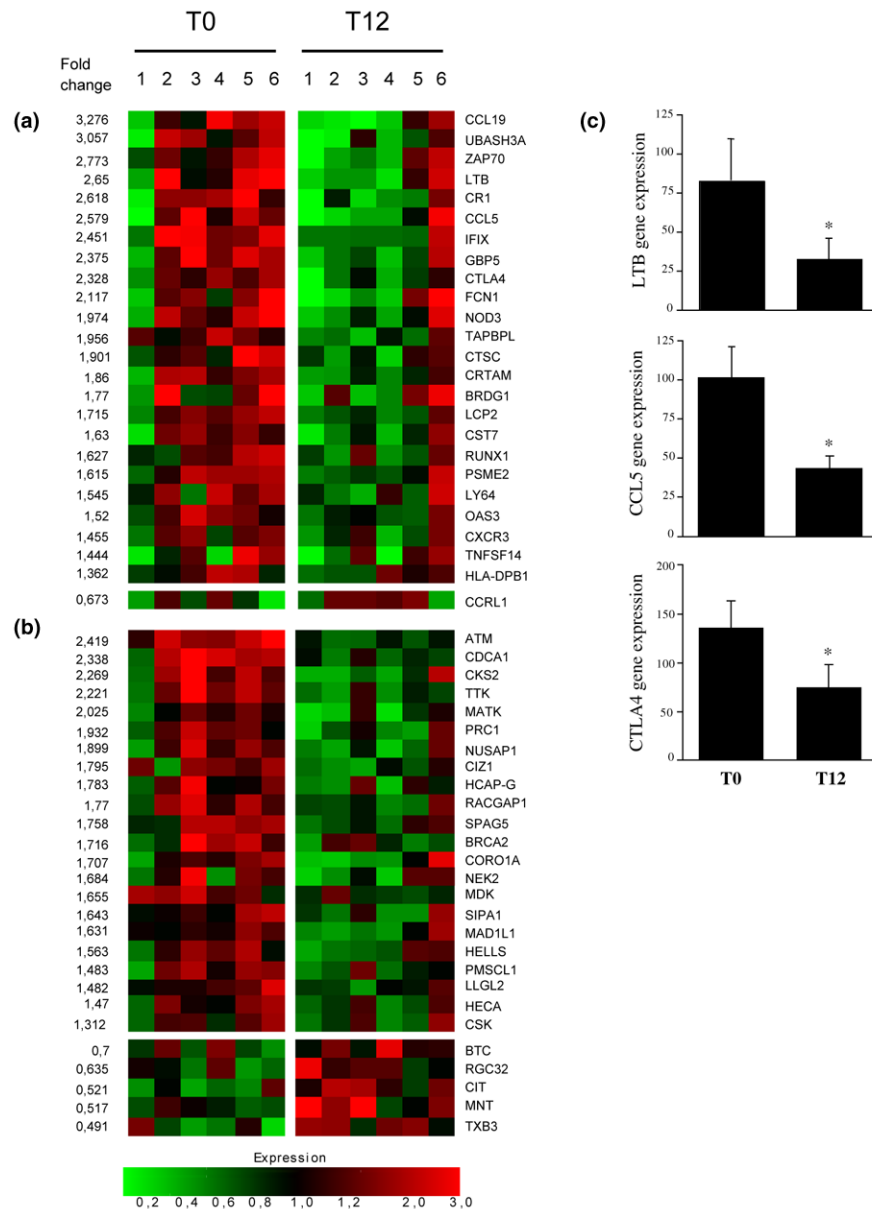 T0 T12
Fold change 1 2 3 4 5 6 1 2 3 4 5 6
(a)
3,276 CCL19
3,057 UBASH3A
2,773 ZAP70
2,65 LTB
2,618 CR1
2,579 CCL5
2,451 IFIX
2,375 GBP5
2,328 CTLA4
2,117 FCN1
1,974 NOD3
1,956 TAPBPL
1,901 CTSC
1,86 CRTAM
1,77 BRDG1
1,715 LCP2
1,63 CST7
1,627 RUNX1
1,615 PSME2
1,545 LY64
1,52 OAS3
1,455 CXCR3
1,444 TNFSF14
1,362 HLA-DPB1
0,673 CCRL1
(b)
2,419 ATM
2,338 CDCA1
2,269 CKS2
2,221 TTK
2,025 MATK
1,932 PRC1
1,899 NUSAP1
1,795 CIZ1
1,783 HCAP-G
1,77 RACGAP1
1,758 SPAG5
1,716 BRCA2
1,707 CORO1A
1,684 NEK2
1,655 MDK
1,643 SIPA1
1,631 MAD1L1
1,563 HELLS
1,483 PMSCL1
1,482 LLGL2
1,47 HECA
1,312 CSK
0,7 BTC
0,635 RGC32
0,521 CIT
0,517 MNT
0,491 TXB3
Expression
0,2 0,4 0,6 0,8 1,0 1,2 2,0 3,0
(c)
LTB gene expression
125
100
75
50
25
0
*
CCL5 gene expression
125
100
75
50
25
0
*
CTLA4 gene expression
200
150
100
50
0
*
T0 T12